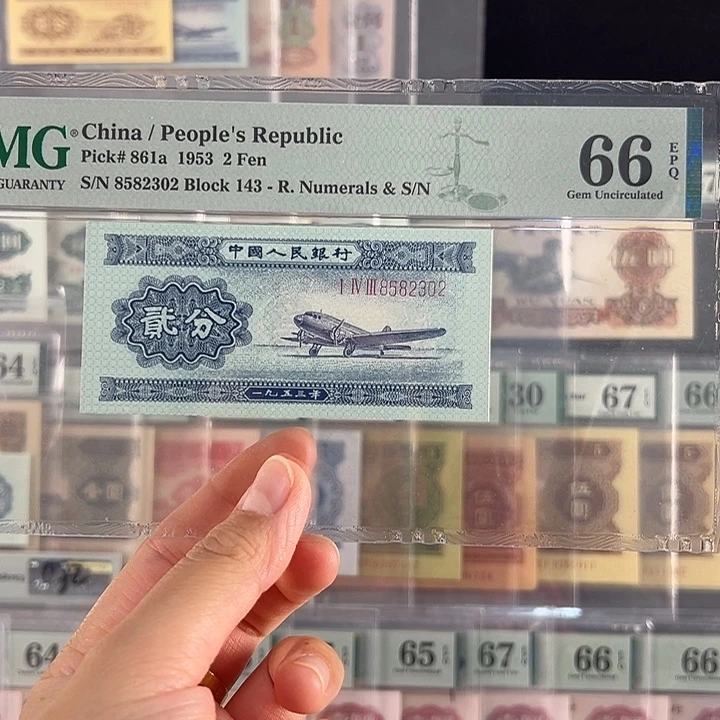 MG® China / People's Republic
Pick# 861a 1953 2 Fen
GUARANTY S/N 8582302 Block 143 - R. Numerals & S/N
66 EPQ
Gem Uncirculated
中國人民銀行
I IV III 8582302
貳分
一九五三年
64
30
67
66
64
65
67
66
66